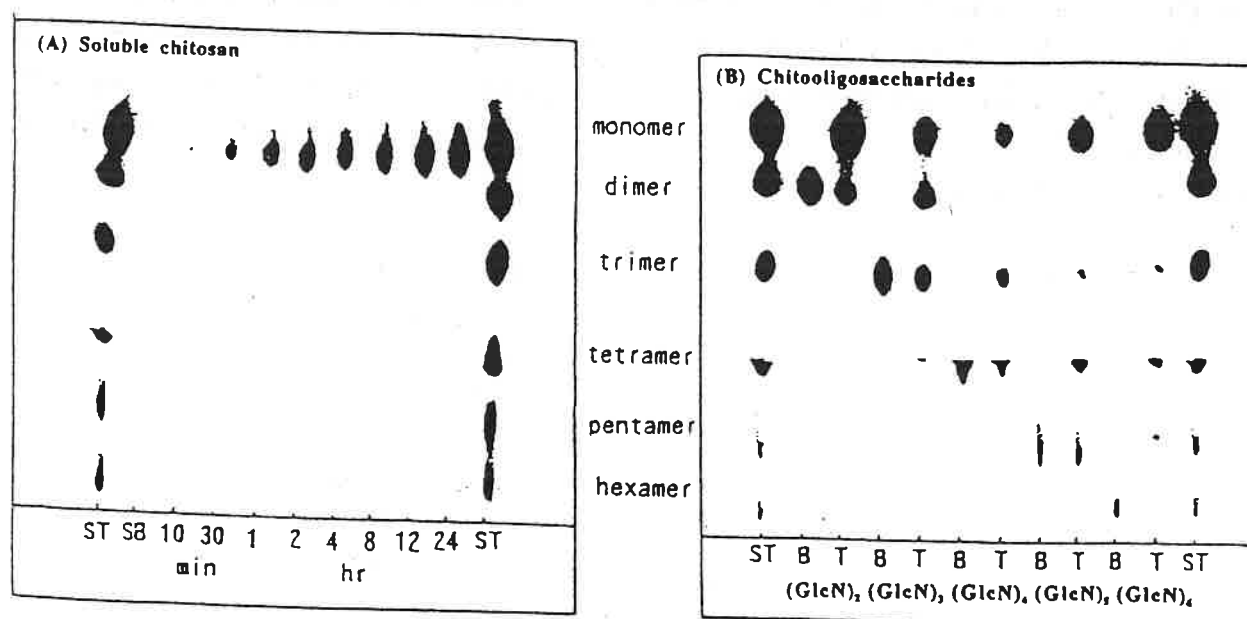 (A) Soluble chitosan
ST SB 10 30 1 2 4 8 12 24 ST
min hr
monomer
dimer
trimer
tetramer
pentamer
hexamer
(B) Chitooligosaccharides
ST B T B T B T B T B T ST
(GlcN)₂ (GlcN)₃ (GlcN)₄ (GlcN)₅ (GlcN)₆